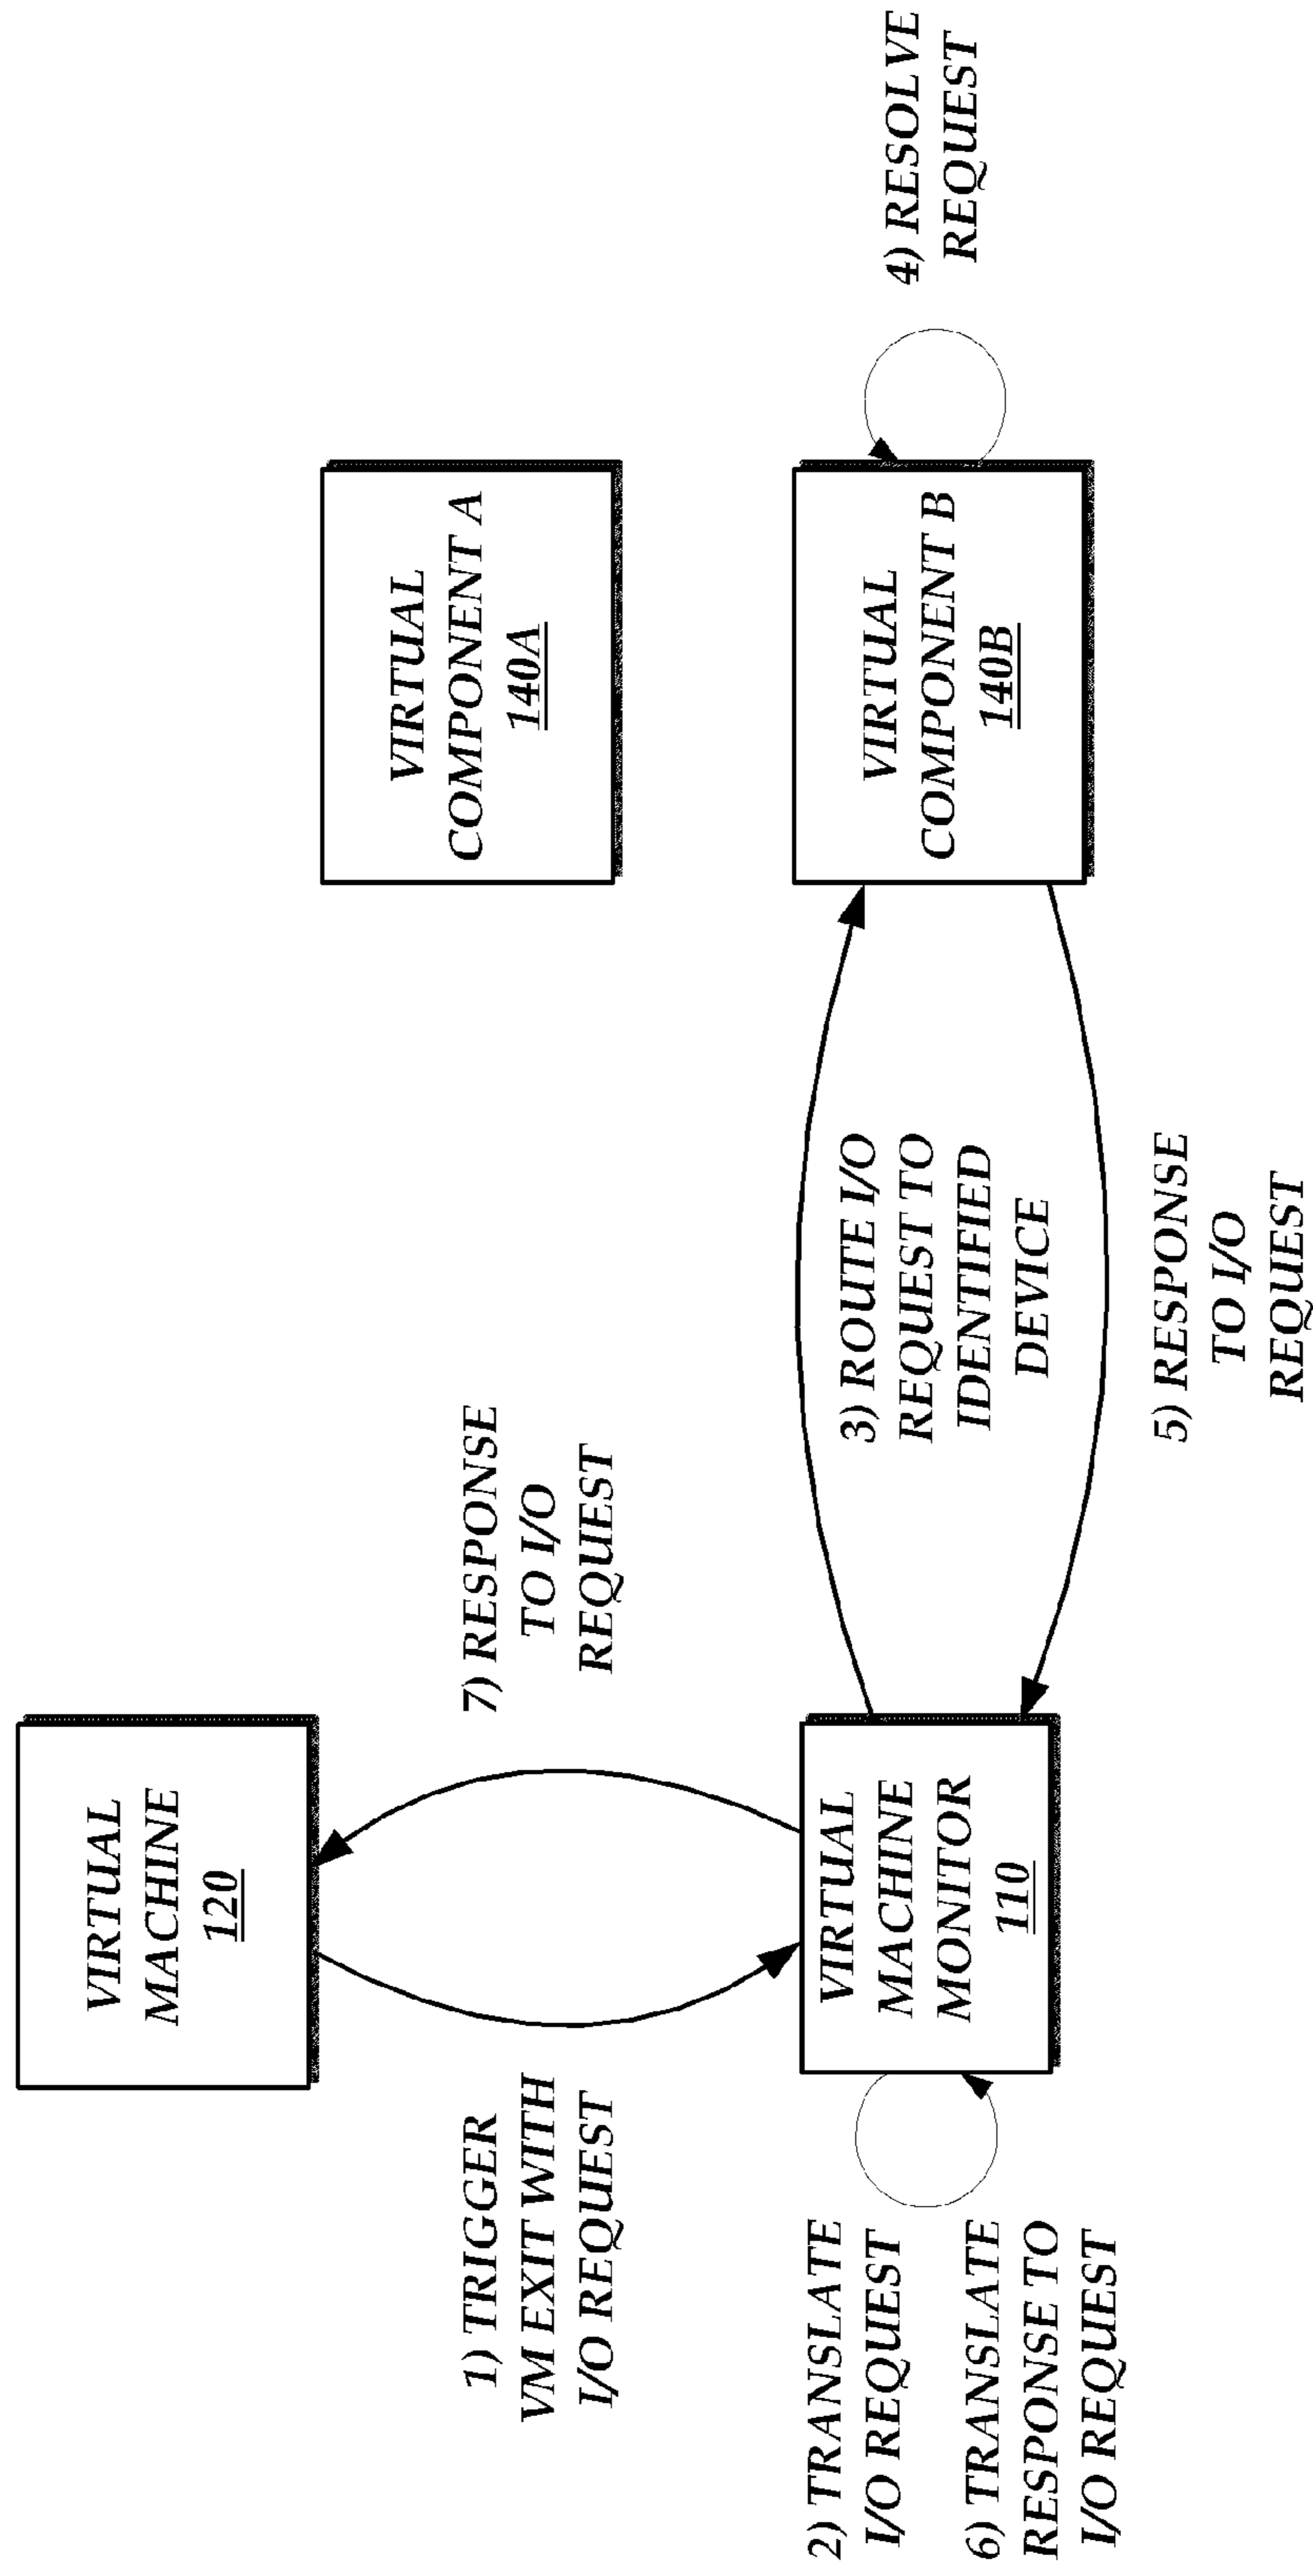 VIRTUAL
MACHINE
120
1) TRIGGER
VM EXIT WITH
I/O REQUEST
7) RESPONSE
TO I/O
REQUEST
VIRTUAL
COMPONENT A
140A
2) TRANSLATE
I/O REQUEST
6) TRANSLATE
RESPONSE TO
I/O REQUEST
VIRTUAL
MACHINE
MONITOR
110
3) ROUTE I/O
REQUEST TO
IDENTIFIED
DEVICE
5) RESPONSE
TO I/O
REQUEST
VIRTUAL
COMPONENT B
140B
4) RESOLVE
REQUEST